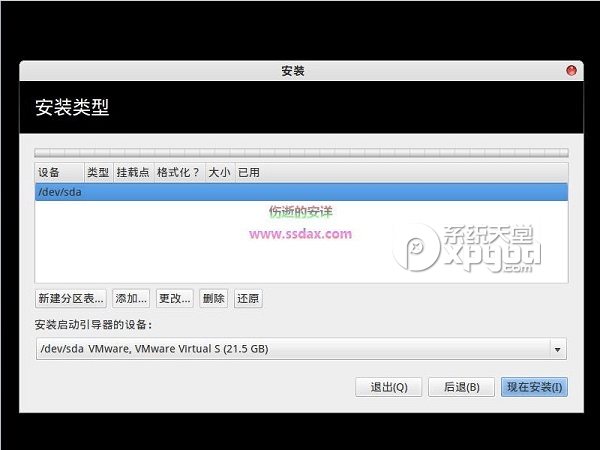 安装
安装类型
设备 类型 挂载点 格式化？ 大小 已用
/dev/sda
伤逝的安详
www.ssdax.com
系统天堂
xpgod.com
新建分区表... 添加... 更改... 删除 还原
安装启动引导器的设备：
/dev/sda VMware, VMware Virtual S (21.5 GB)
退出(Q) 后退(B) 现在安装(I)